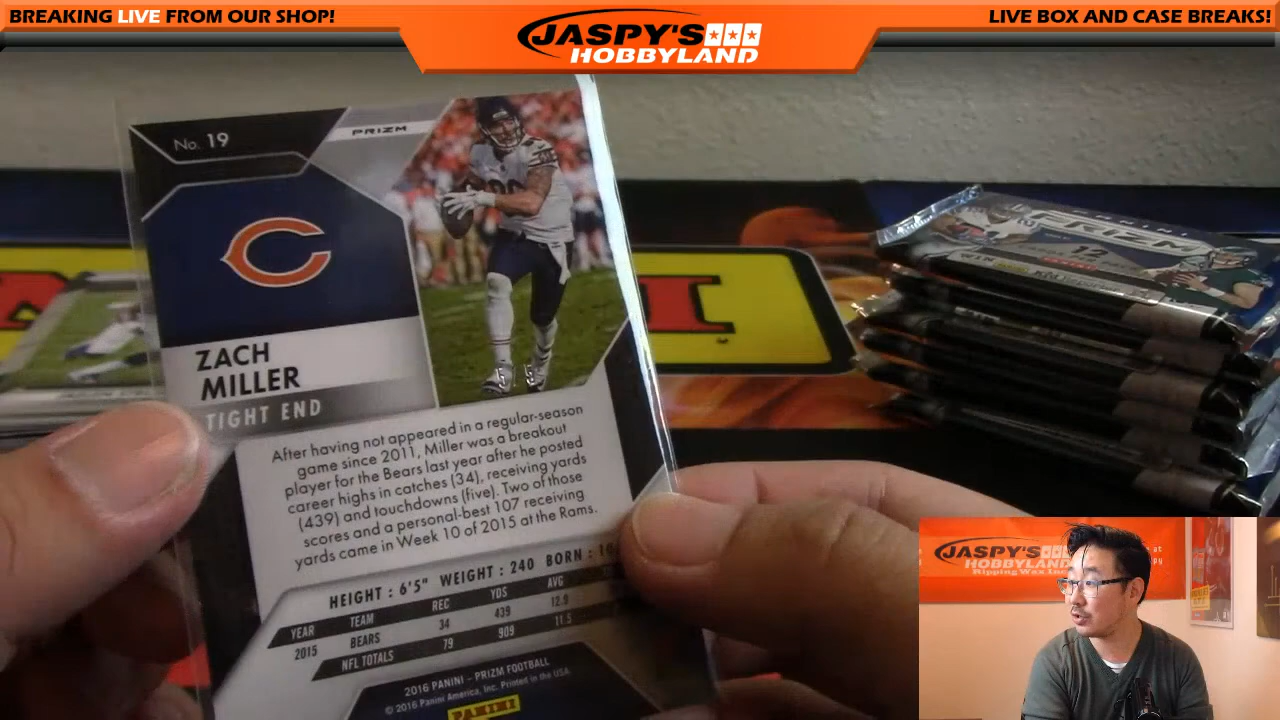 BREAKING LIVE FROM OUR SHOP!
JASPY'S
HOBBYLAND
LIVE BOX AND CASE BREAKS!
No. 19
PRIZM
ZACH
MILLER
TIGHT END
After having not appeared in a regular-season
game since 2011, Miller was a breakout
player for the Bears last year after he posted
career highs in catches (34), receiving yards
(439) and touchdowns (five). Two of those
scores and a personal-best 107 receiving
yards came in Week 10 of 2015 at the Rams.
HEIGHT : 6'5" WEIGHT : 240 BORN :
YEAR TEAM REC YDS AVG
2015 BEARS 34 439 12.9
NFL TOTALS 79 909 11.5
2016 PANINI - PRIZM FOOTBALL
© 2016 Panini America, Inc. Printed in the USA.
PANINI
PANINI
PRIZM
12
WIN
JASPY'S
HOBBYLAND
Ripping Wax